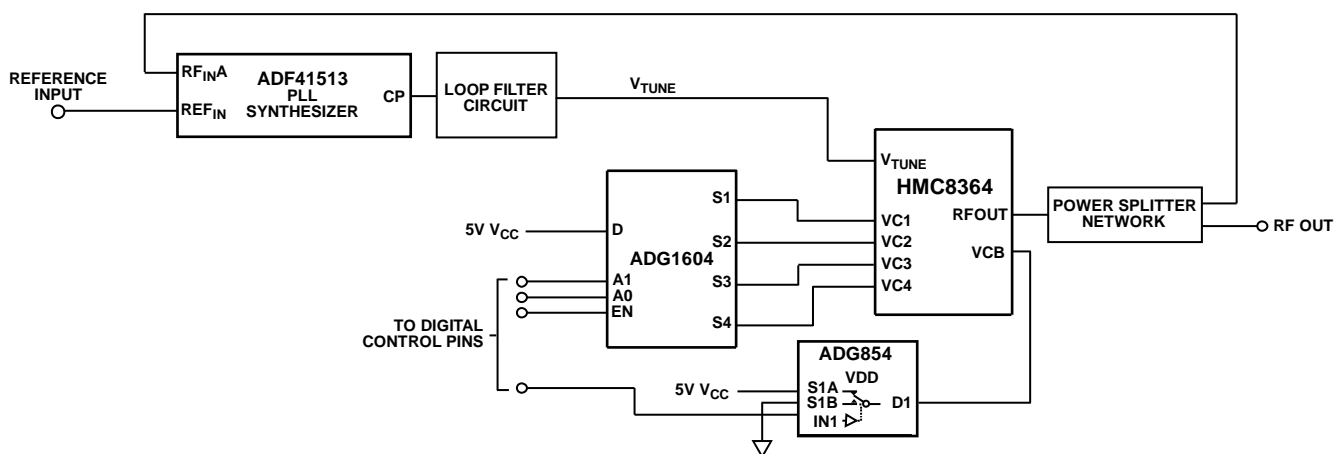 REFERENCE
INPUT
RFINA
REFIN
ADF41513
PLL
SYNTHESIZER
CP
LOOP FILTER
CIRCUIT
VTUNE
VTUNE
HMC8364
VC1
VC2
VC3
VC4
RFOUT
VCB
POWER SPLITTER
NETWORK
RF OUT
5V VCC
D
ADG1604
A1
A0
EN
S1
S2
S3
S4
TO DIGITAL
CONTROL PINS
ADG854
5V VCC
S1A
VDD
S1B
IN1
D1